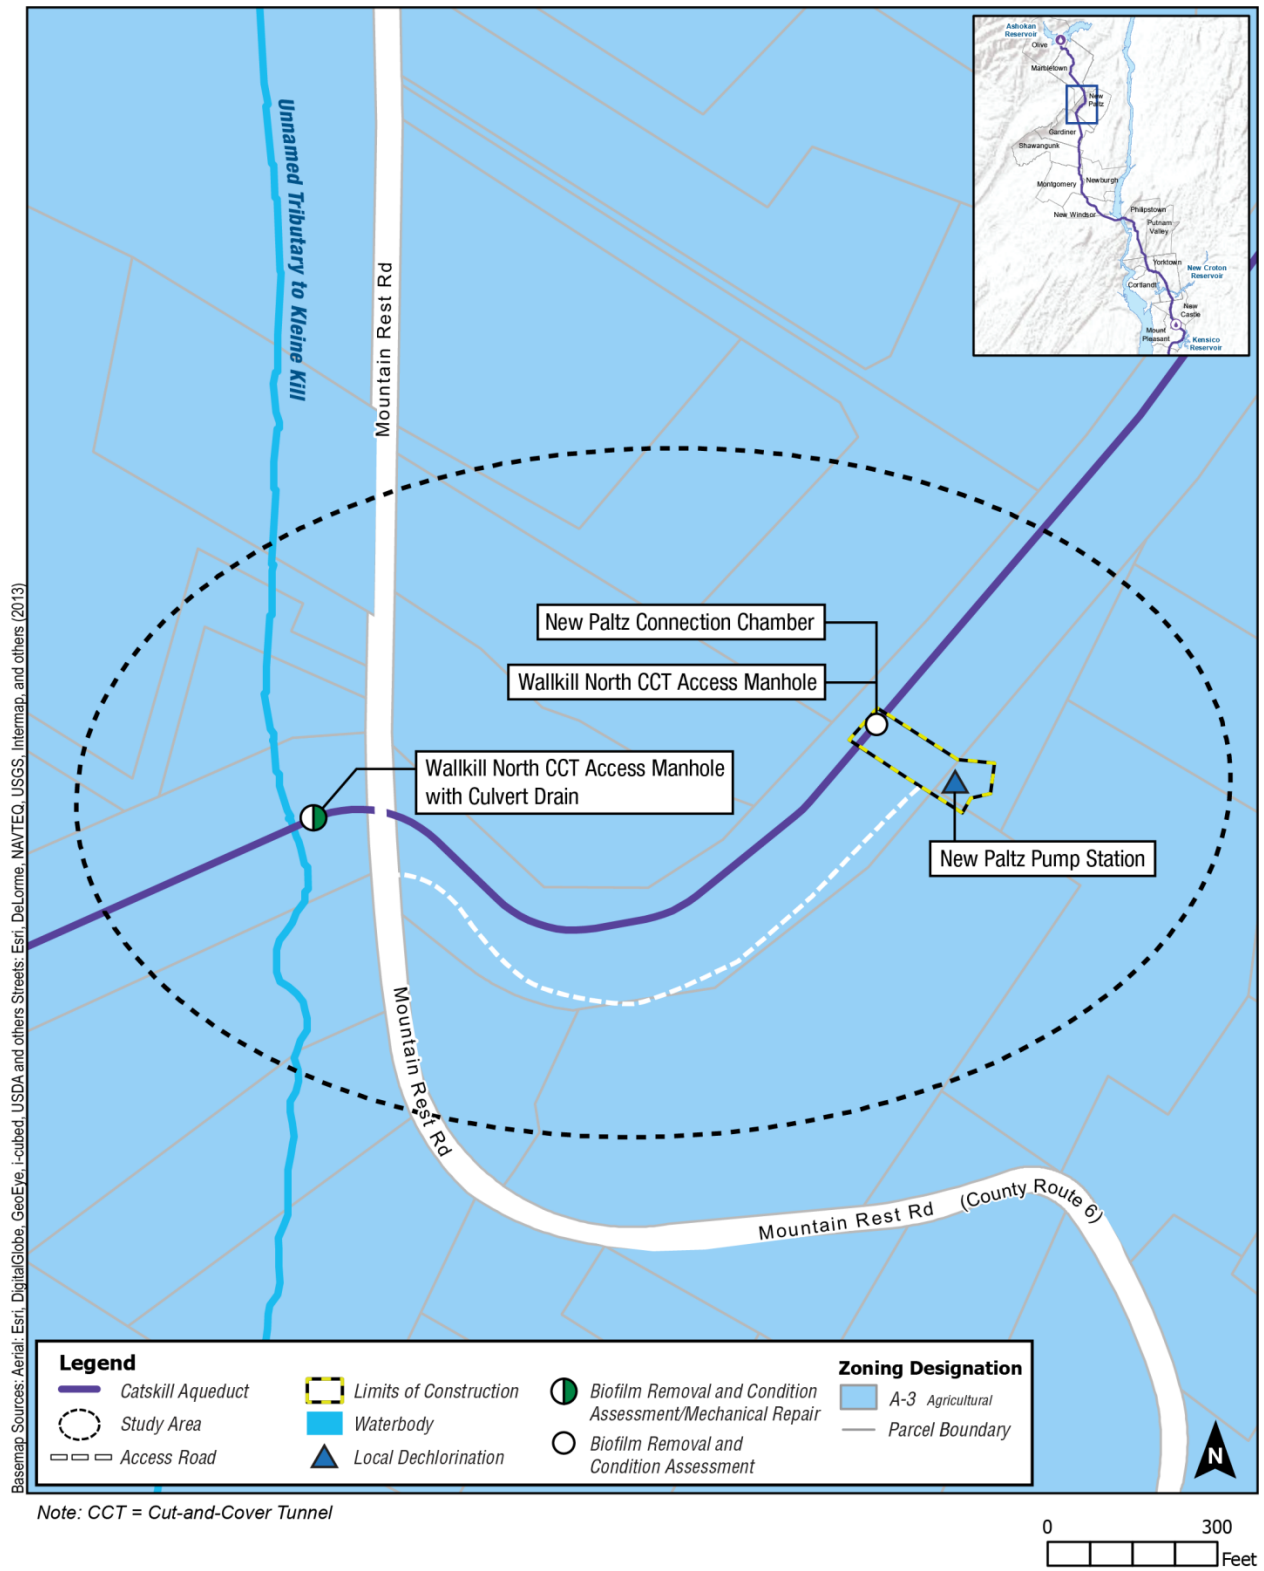 Ashokan
Reservoir
Olive
Marbletown
New
Paltz
Gardiner
Shawangunk
Montgomery
Newburgh
New Windsor
Philipstown
Putnam
Valley
Yorktown
New Croton
Reservoir
Cortlandt
New
Castle
Mount
Pleasant
Kensico
Reservoir
Unnamed Tributary to Kleine Kill
Mountain Rest Rd
New Paltz Connection Chamber
Wallkill North CCT Access Manhole
Wallkill North CCT Access Manhole
with Culvert Drain
New Paltz Pump Station
Mountain Rest Rd
Mountain Rest Rd (County Route 6)
Basemap Sources: Aerial: Esri, DigitalGlobe, GeoEye, i-cubed, USDA and others Streets: Esri, DeLorme, NAVTEQ, USGS, Intermap, and others (2013)
Legend
Catskill Aqueduct
Study Area
Access Road
Limits of Construction
Waterbody
Local Dechlorination
Biofilm Removal and Condition
Assessment/Mechanical Repair
Biofilm Removal and
Condition Assessment
Zoning Designation
A-3 Agricultural
Parcel Boundary
N
Note: CCT = Cut-and-Cover Tunnel
0 300
Feet